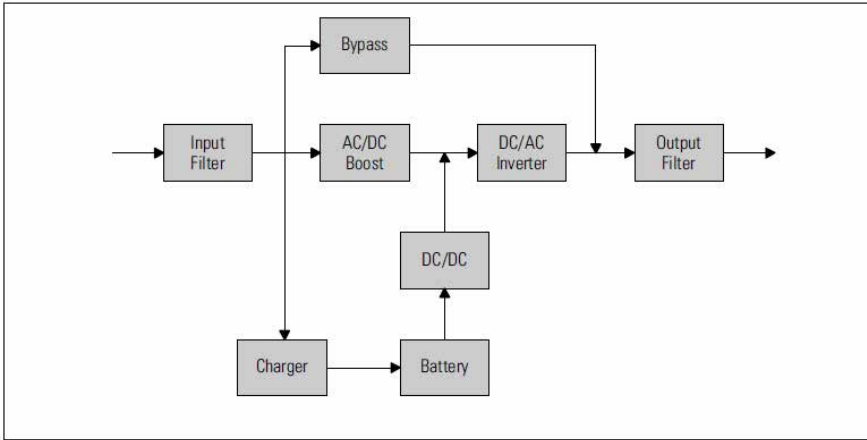 Bypass
Input
Filter
AC/DC
Boost
DC/AC
Inverter
Output
Filter
DC/DC
Charger
Battery